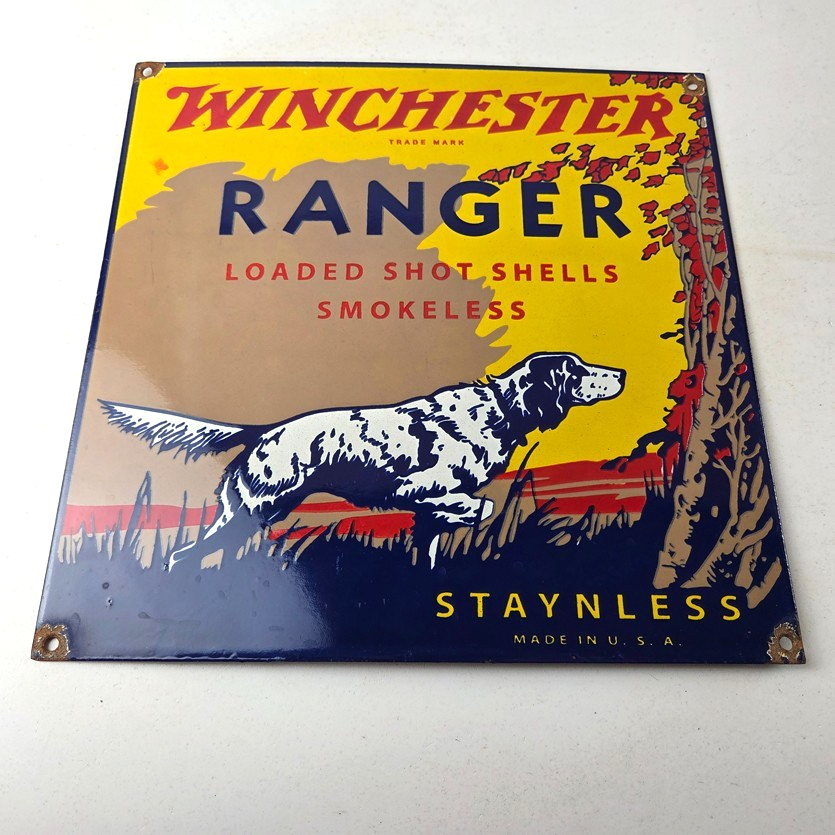 WINCHESTER
TRADE MARK
RANGER
LOADED SHOT SHELLS
SMOKELESS
STAYNLESS
MADE IN U. S. A.